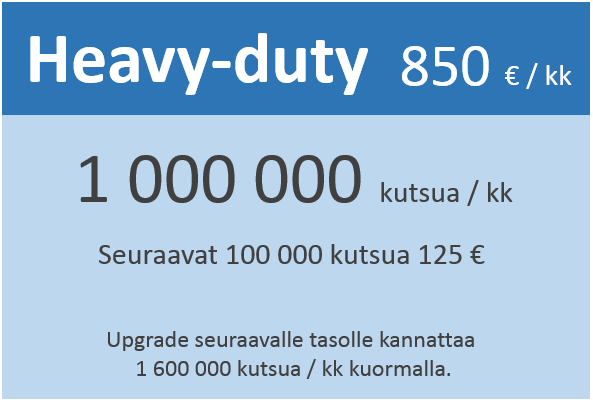 Heavy-duty 850 € / kk
1 000 000 kutsua / kk
Seuraavat 100 000 kutsua 125 €
Upgrade seuraavalle tasolle kannattaa
1 600 000 kutsua / kk kuormalla.